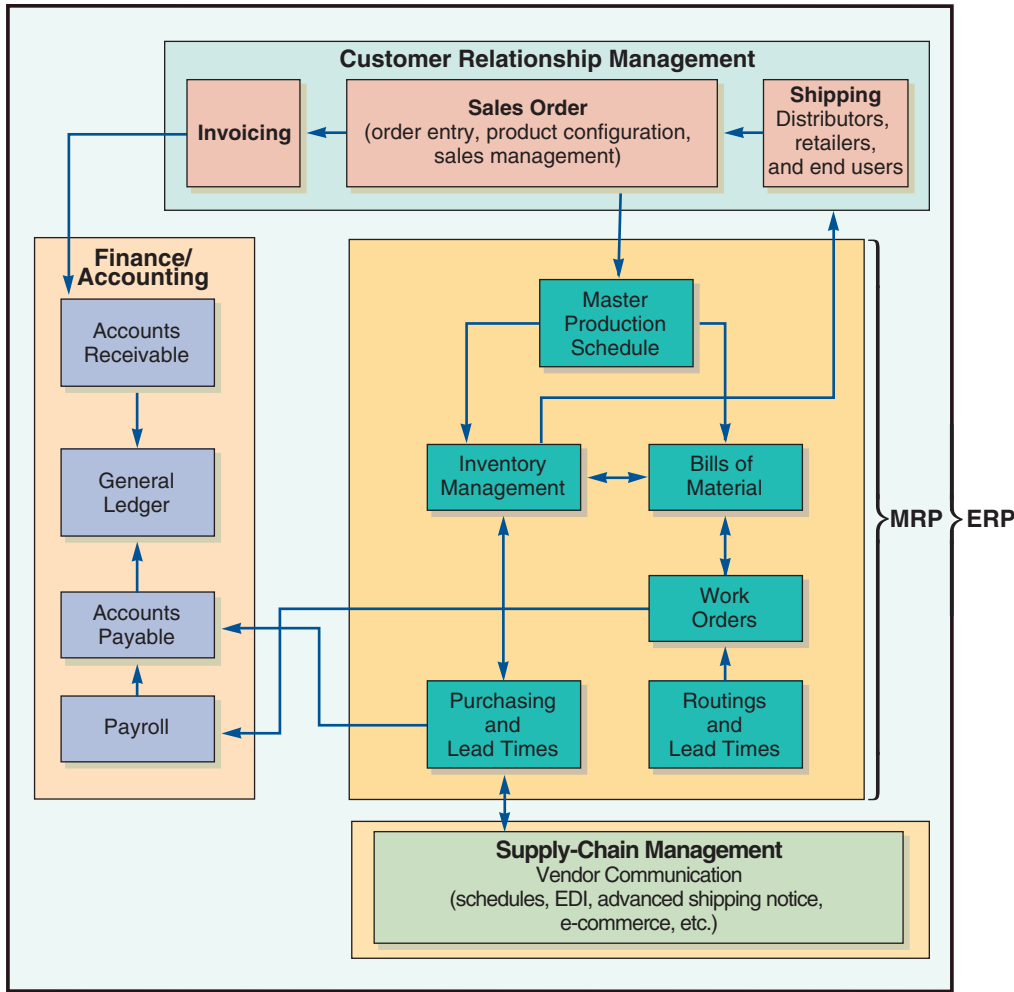 Customer Relationship Management
Invoicing
Sales Order
(order entry, product configuration,
sales management)
Shipping
Distributors,
retailers,
and end users
Finance/
Accounting
Accounts
Receivable
General
Ledger
Accounts
Payable
Payroll
Master
Production
Schedule
Inventory
Management
Bills of
Material
Work
Orders
Purchasing
and
Lead Times
Routings
and
Lead Times
MRP
ERP
Supply-Chain Management
Vendor Communication
(schedules, EDI, advanced shipping notice,
e-commerce, etc.)